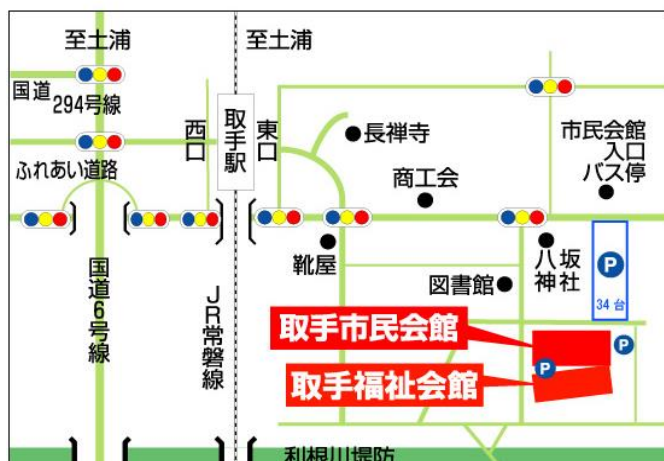 至土浦
至土浦
国道
294号線
西口
取手駅
東口
長禅寺
市民会館
入口
バス停
ふれあい道路
商工会
靴屋
図書館
八坂
神社
P
34台
国道6号線
JR常磐線
取手市民会館
P
P
取手福祉会館
利根川堤防